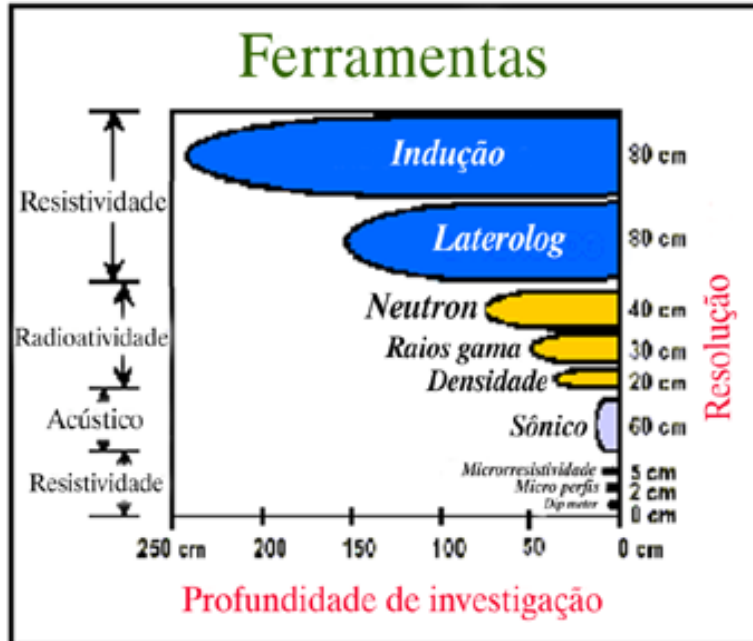 Ferramentas
Indução
80 cm
Resistividade
Laterolog
80 cm
Neutron
40 cm
Radioatividade
Raios gama
30 cm
Densidade
20 cm
Resolução
Acústico
Sônico
60 cm
Microrresistividade
5 cm
Resistividade
Micro perfis
2 cm
Dip meter
0 cm
250 cm 200 150 100 50 0 cm
Profundidade de investigação